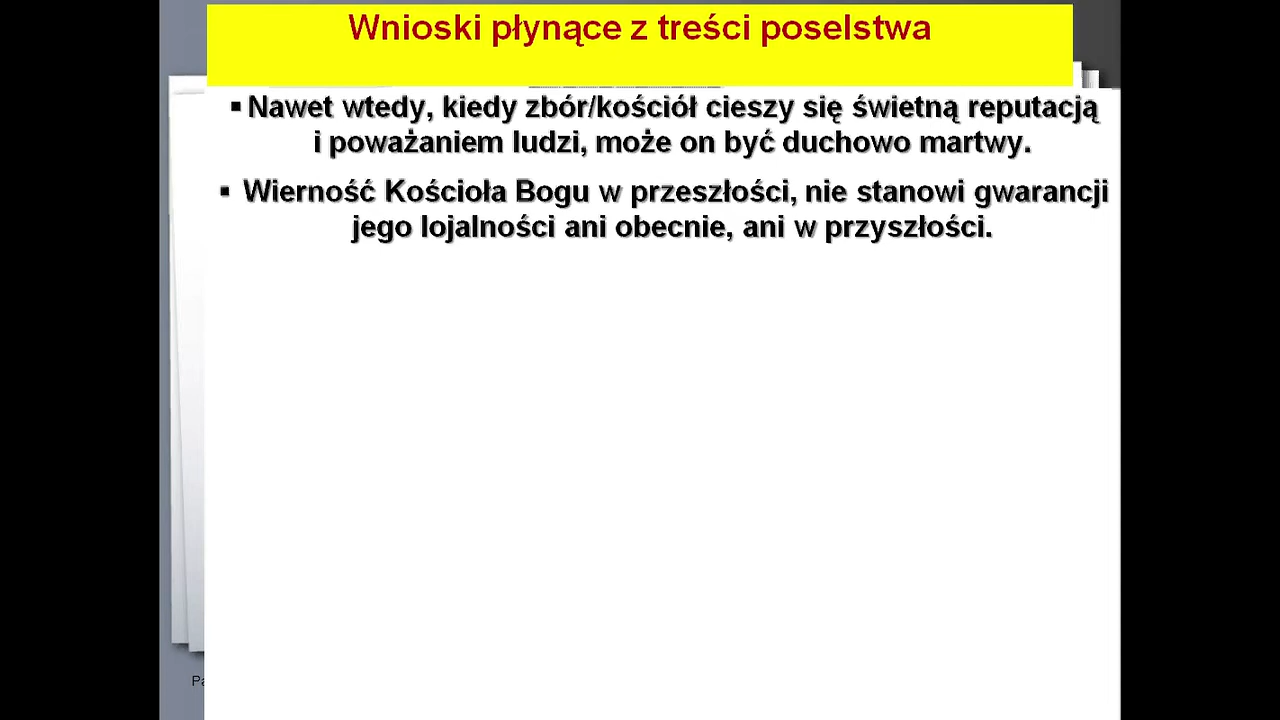 Wnioski płynące z treści poselstwa
▪ Nawet wtedy, kiedy zbór/kościół cieszy się świetną reputacją
i poważaniem ludzi, może on być duchowo martwy.
▪ Wierność Kościoła Bogu w przeszłości, nie stanowi gwarancji
jego lojalności ani obecnie, ani w przyszłości.